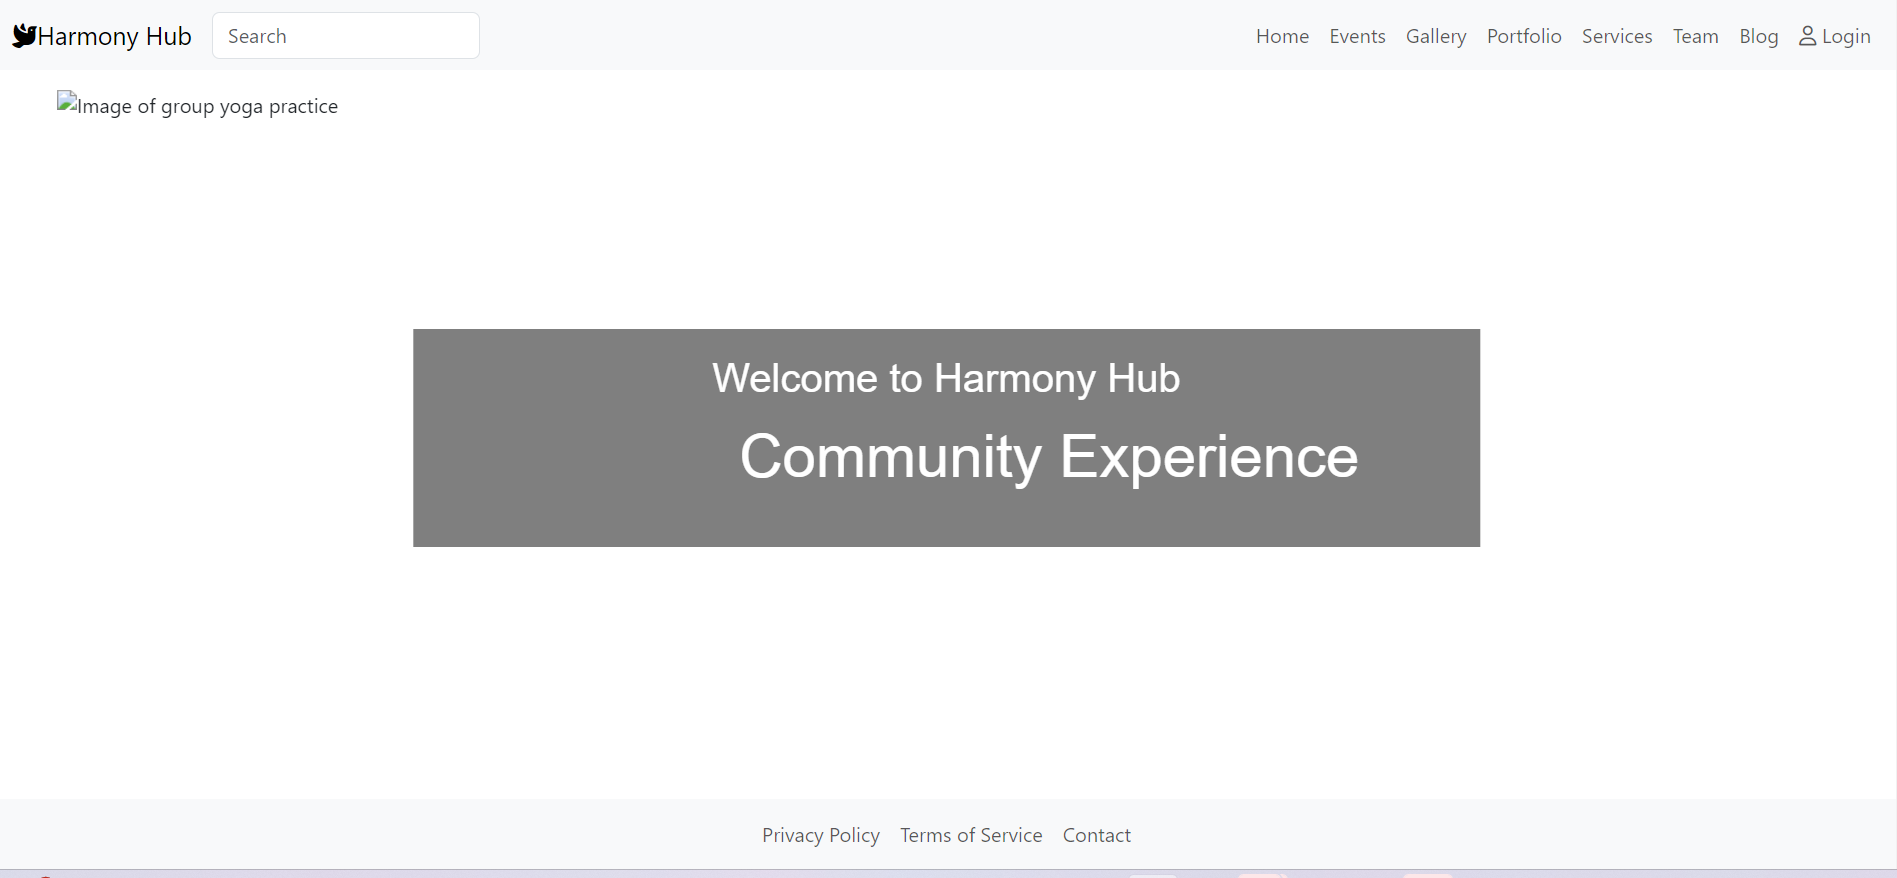 Harmony Hub
Search
Home Events Gallery Portfolio Services Team Blog Login
Image of group yoga practice
Welcome to Harmony Hub
Community Experience
Privacy Policy Terms of Service Contact